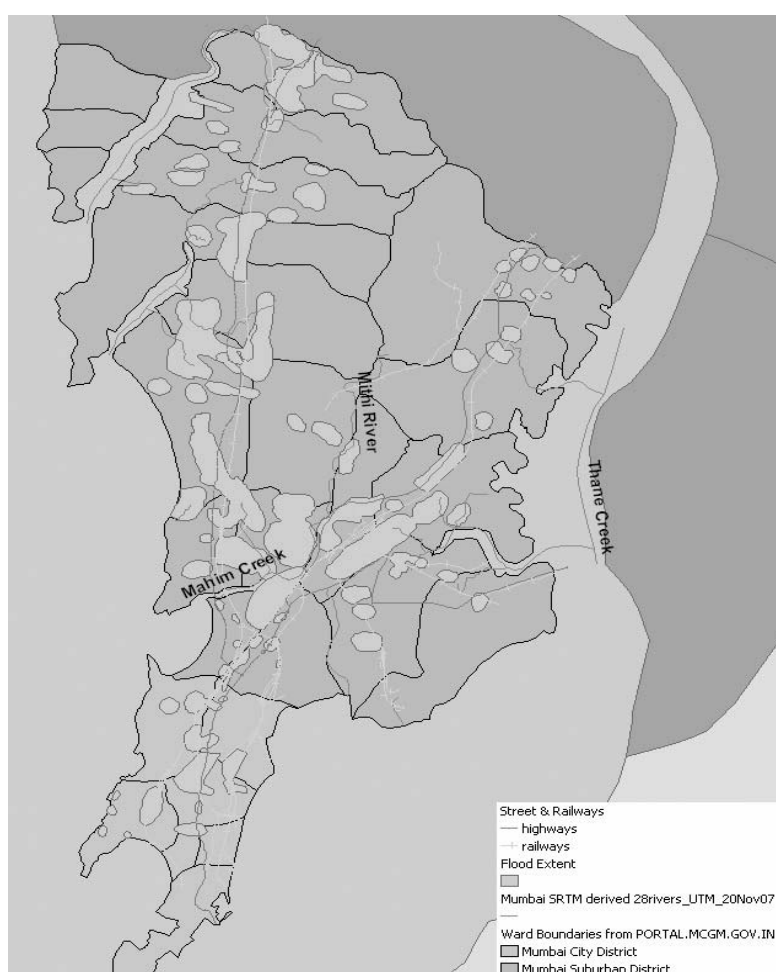 Mithi River
Thane Creek
Mahim Creek
Street & Railways
highways
railways
Flood Extent
Mumbai SRTM derived 28rivers_UTM_20Nov07
Ward Boundaries from PORTAL.MCGM.GOV.IN
Mumbai City District
Mumbai Suburban District